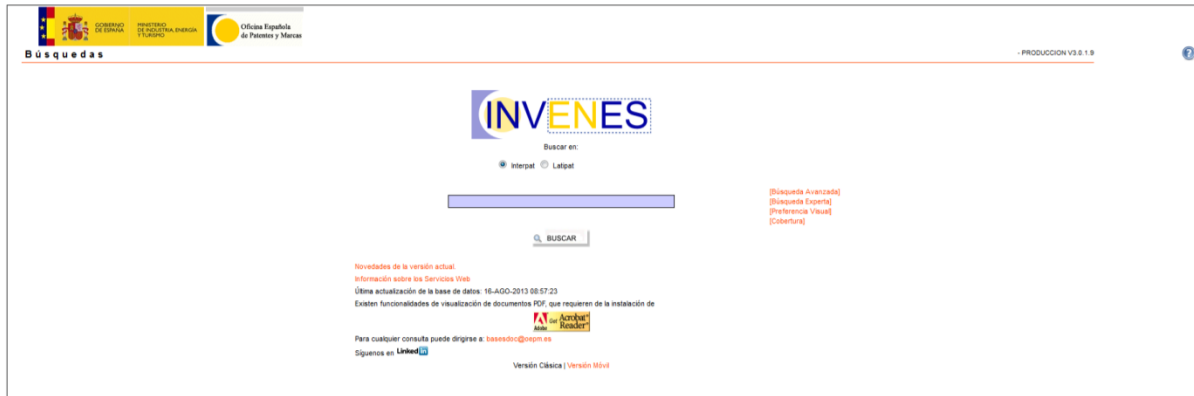 GOBIERNO
DE ESPAÑA
MINISTERIO
DE INDUSTRIA, ENERGÍA
Y TURISMO
Oficina Española
de Patentes y Marcas
Búsquedas
- PRODUCCION V3.0.1.9
?
INVENES
Buscar en:
Interpat Latipat
[Búsqueda Avanzada]
[Búsqueda Experta]
[Preferencia Visual]
[Cobertura]
BUSCAR
Novedades de la versión actual.
Información sobre los Servicios Web
Última actualización de la base de datos: 16-AGO-2013 08:57:23
Existen funcionalidades de visualización de documentos PDF, que requieren de la instalación de
Adobe Get Acrobat® Reader®
Para cualquier consulta puede dirigirse a: basesdoc@oepm.es
Síguenos en Linked in
Versión Clásica | Versión Móvil